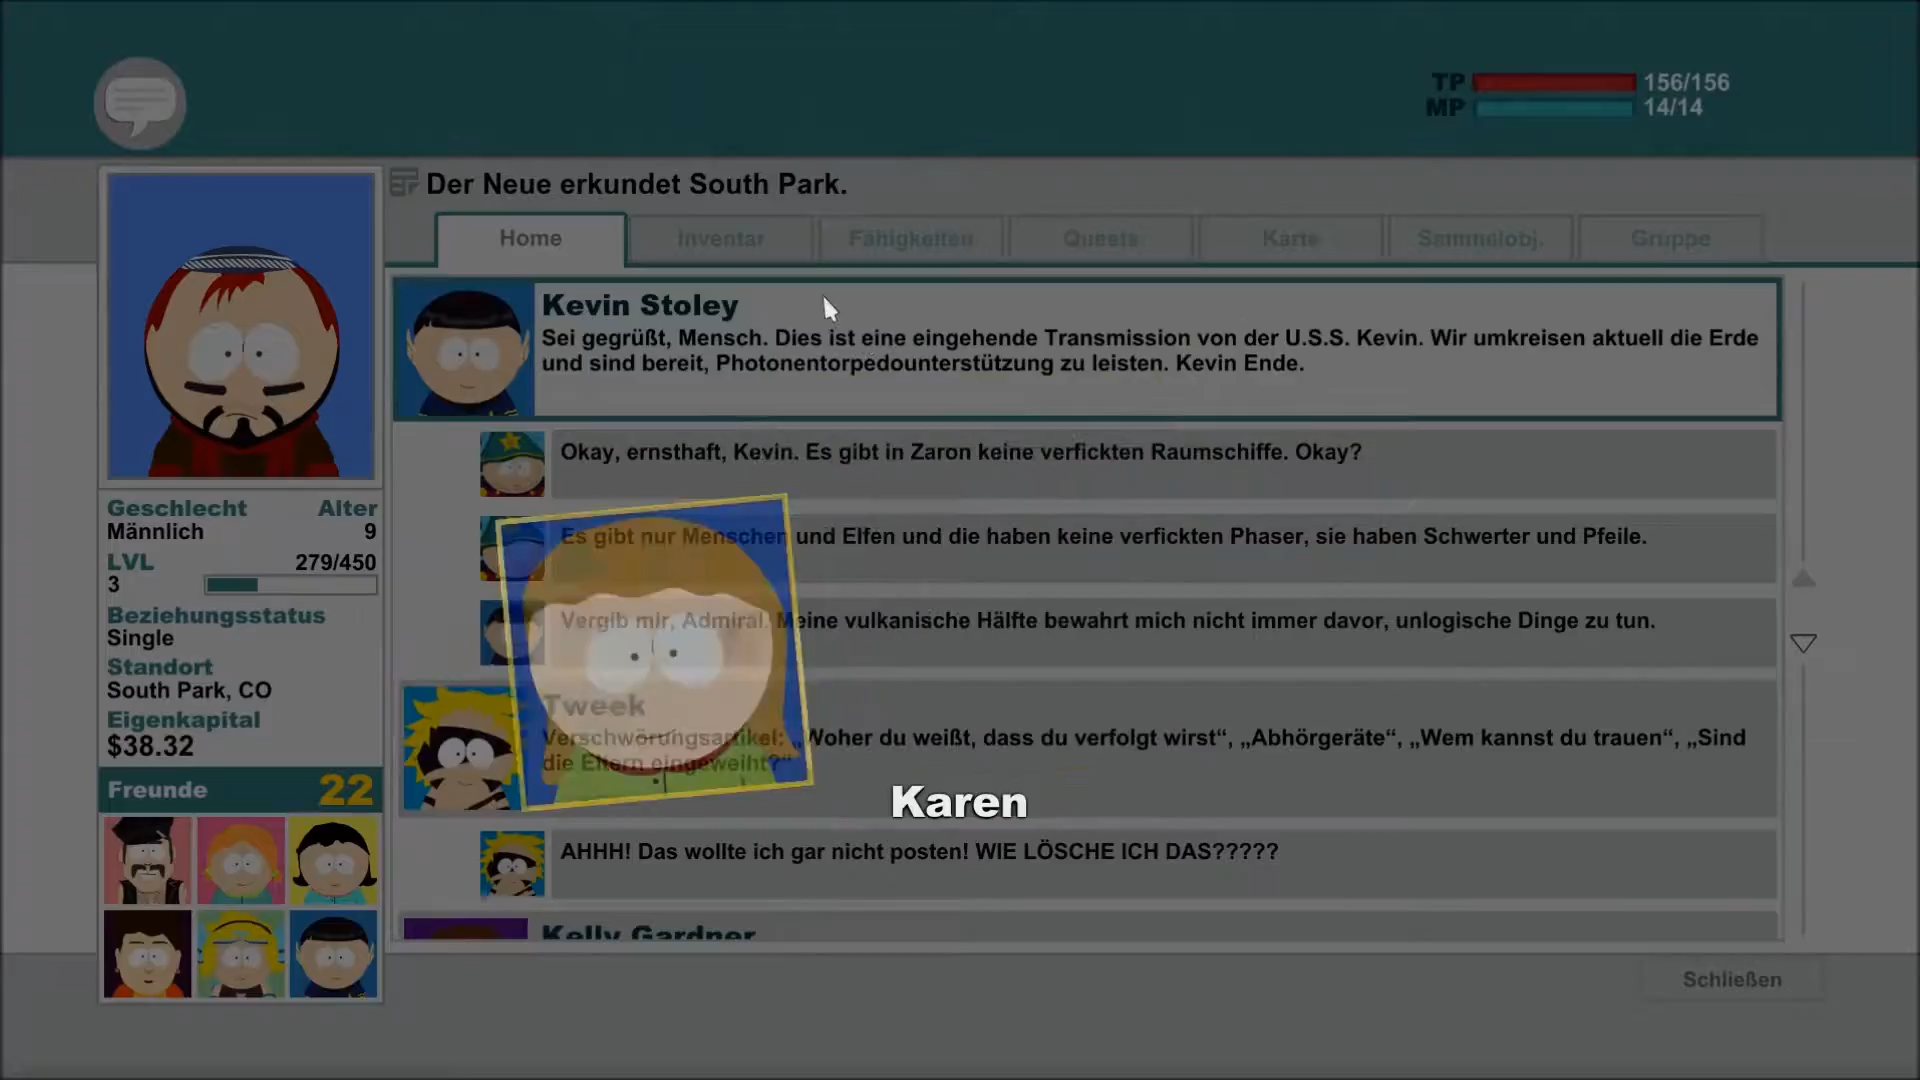 TP 156/156
MP 14/14
Der Neue erkundet South Park.
Home Inventar Fähigkeiten Quests Karte Sammelobj. Gruppe
Kevin Stoley
Sei gegrüßt, Mensch. Dies ist eine eingehende Transmission von der U.S.S. Kevin. Wir umkreisen aktuell die Erde
und sind bereit, Photonentorpedounterstützung zu leisten. Kevin Ende.
Okay, ernsthaft, Kevin. Es gibt in Zaron keine verfickten Raumschiffe. Okay?
Es gibt nur Menschen und Elfen und die haben keine verfickten Phaser, sie haben Schwerter und Pfeile.
Vergib mir, Admiral. Meine vulkanische Hälfte bewahrt mich nicht immer davor, unlogische Dinge zu tun.
Tweek
Verschwörungsartikel: „Woher du weißt, dass du verfolgt wirst“, „Abhörgeräte“, „Wem kannst du trauen“, „Sind
die Eltern eingeweiht?“
Karen
AHHH! Das wollte ich gar nicht posten! WIE LÖSCHE ICH DAS?????
Kelly Gardner
Geschlecht Alter
Männlich 9
LVL 279/450
3
Beziehungsstatus
Single
Standort
South Park, CO
Eigenkapital
$38.32
Freunde 22
Schließen